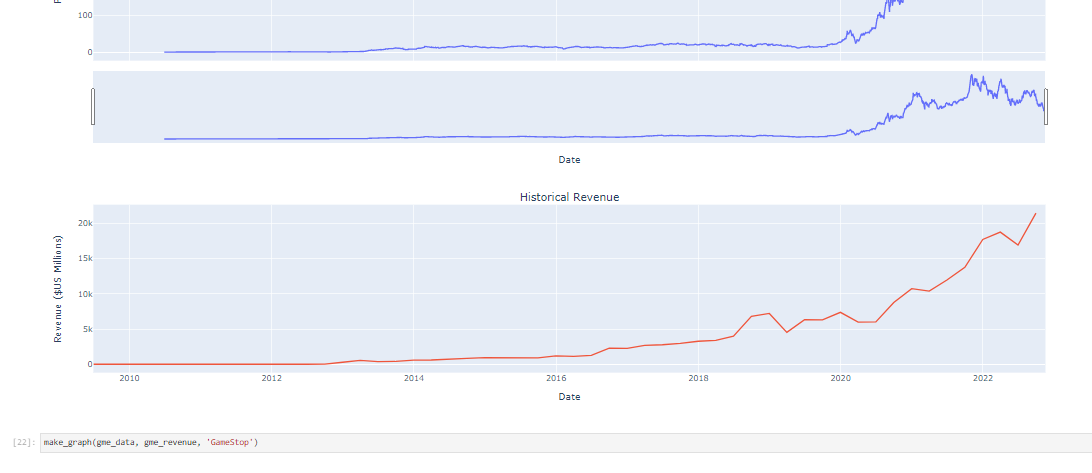 100
0
Date
Historical Revenue
Revenue ($US Millions)
20k
15k
10k
5k
0
2010 2012 2014 2016 2018 2020 2022
Date
[22]: make_graph(gme_data, gme_revenue, 'GameStop')